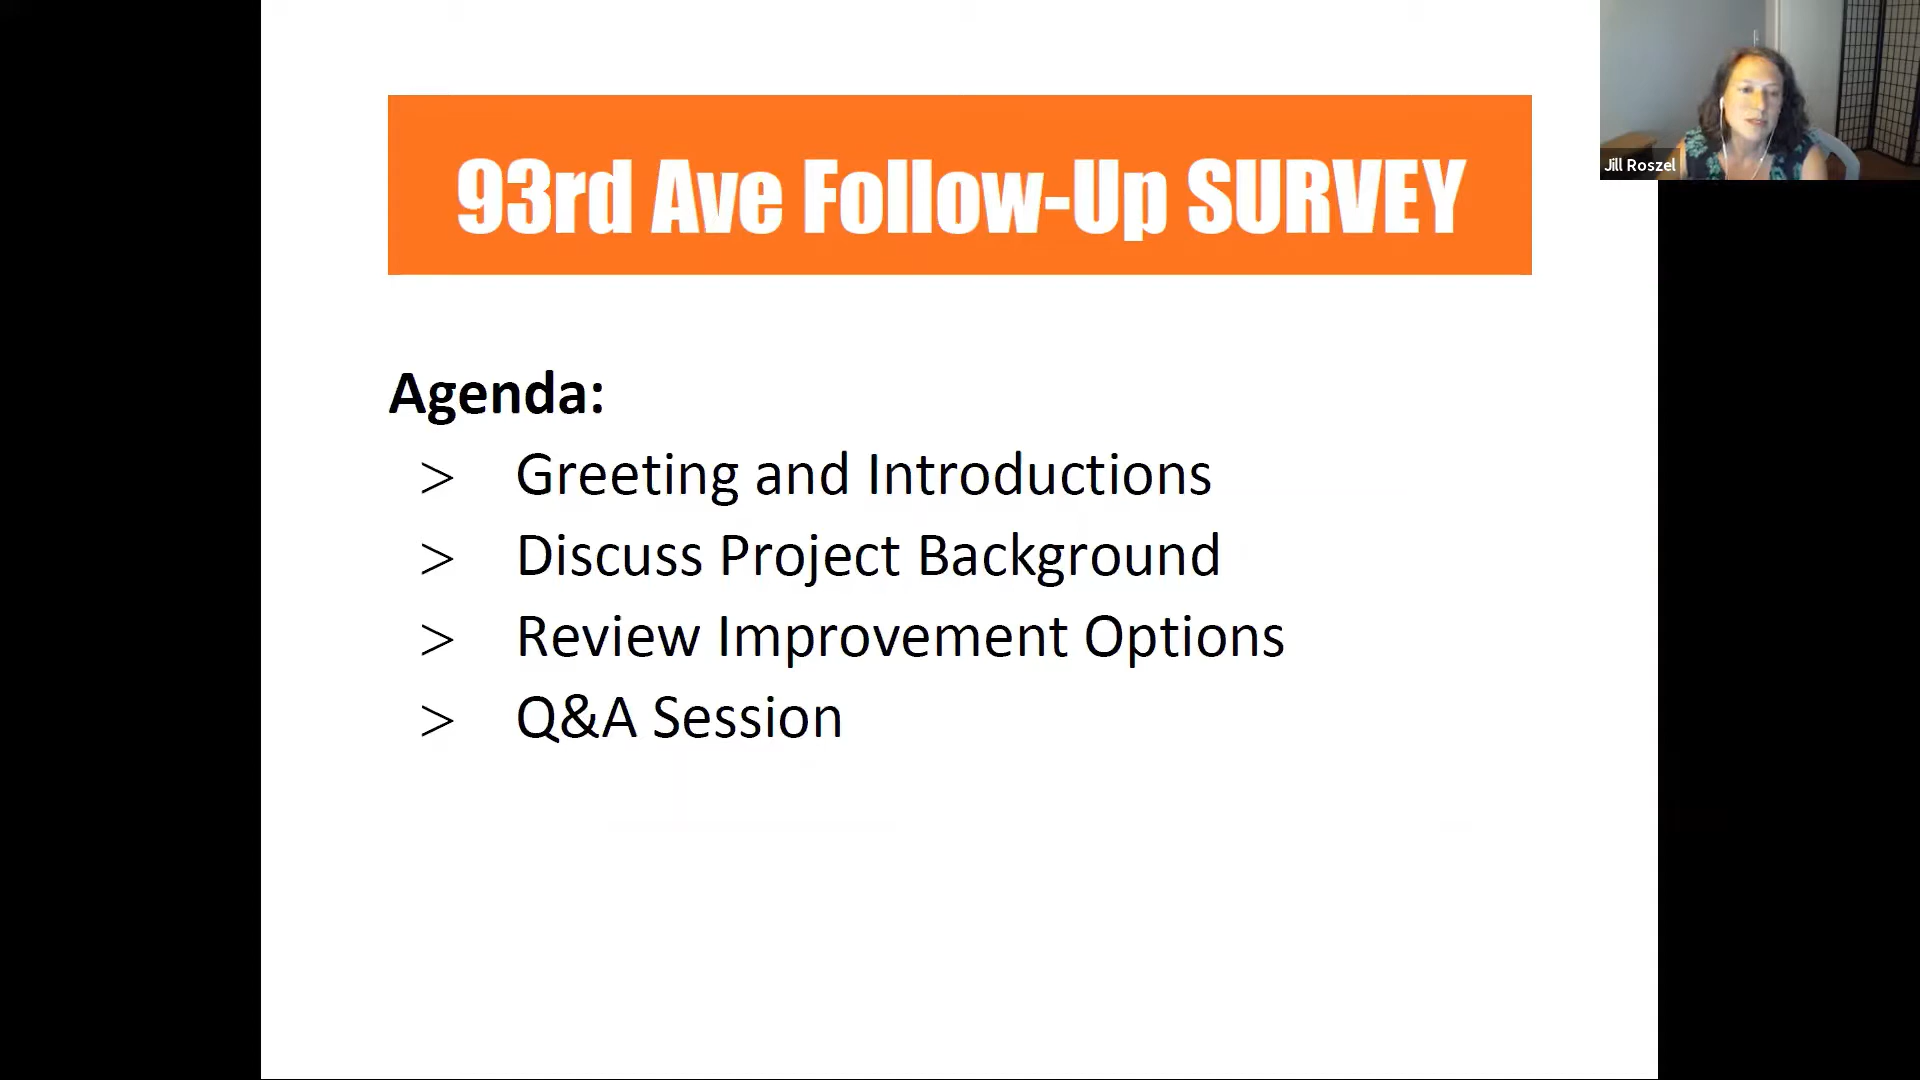 93rd Ave Follow-Up SURVEY
Jill Roszel
Agenda:
> Greeting and Introductions
> Discuss Project Background
> Review Improvement Options
> Q&A Session